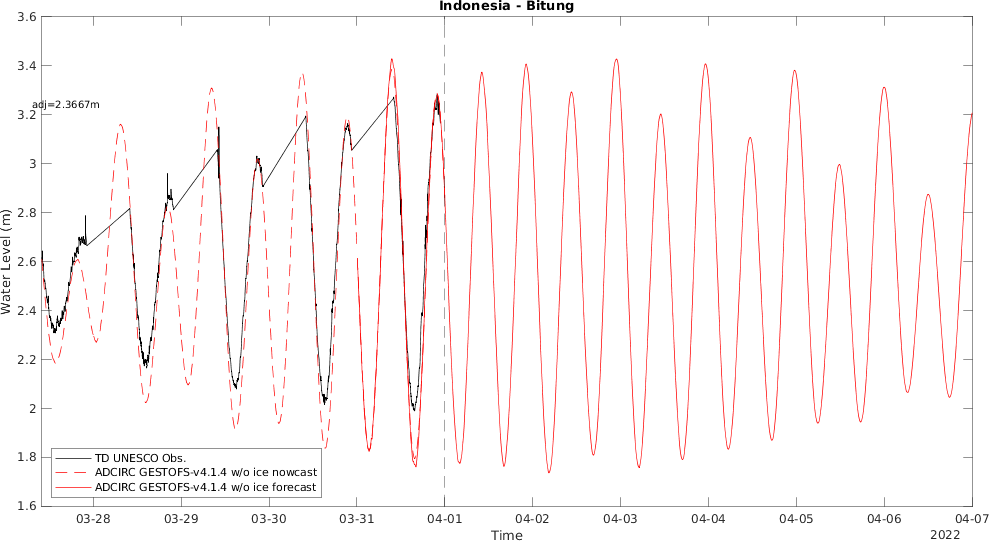 Indonesia - Bitung
3.6
3.4
adj=2.3667m
3.2
3
2.8
2.6
2.4
2.2
2
1.8
1.6
Water Level (m)
TD UNESCO Obs.
ADCIRC GESTOFS-v4.1.4 w/o ice nowcast
ADCIRC GESTOFS-v4.1.4 w/o ice forecast
03-28 03-29 03-30 03-31 04-01 04-02 04-03 04-04 04-05 04-06 04-07
Time
2022